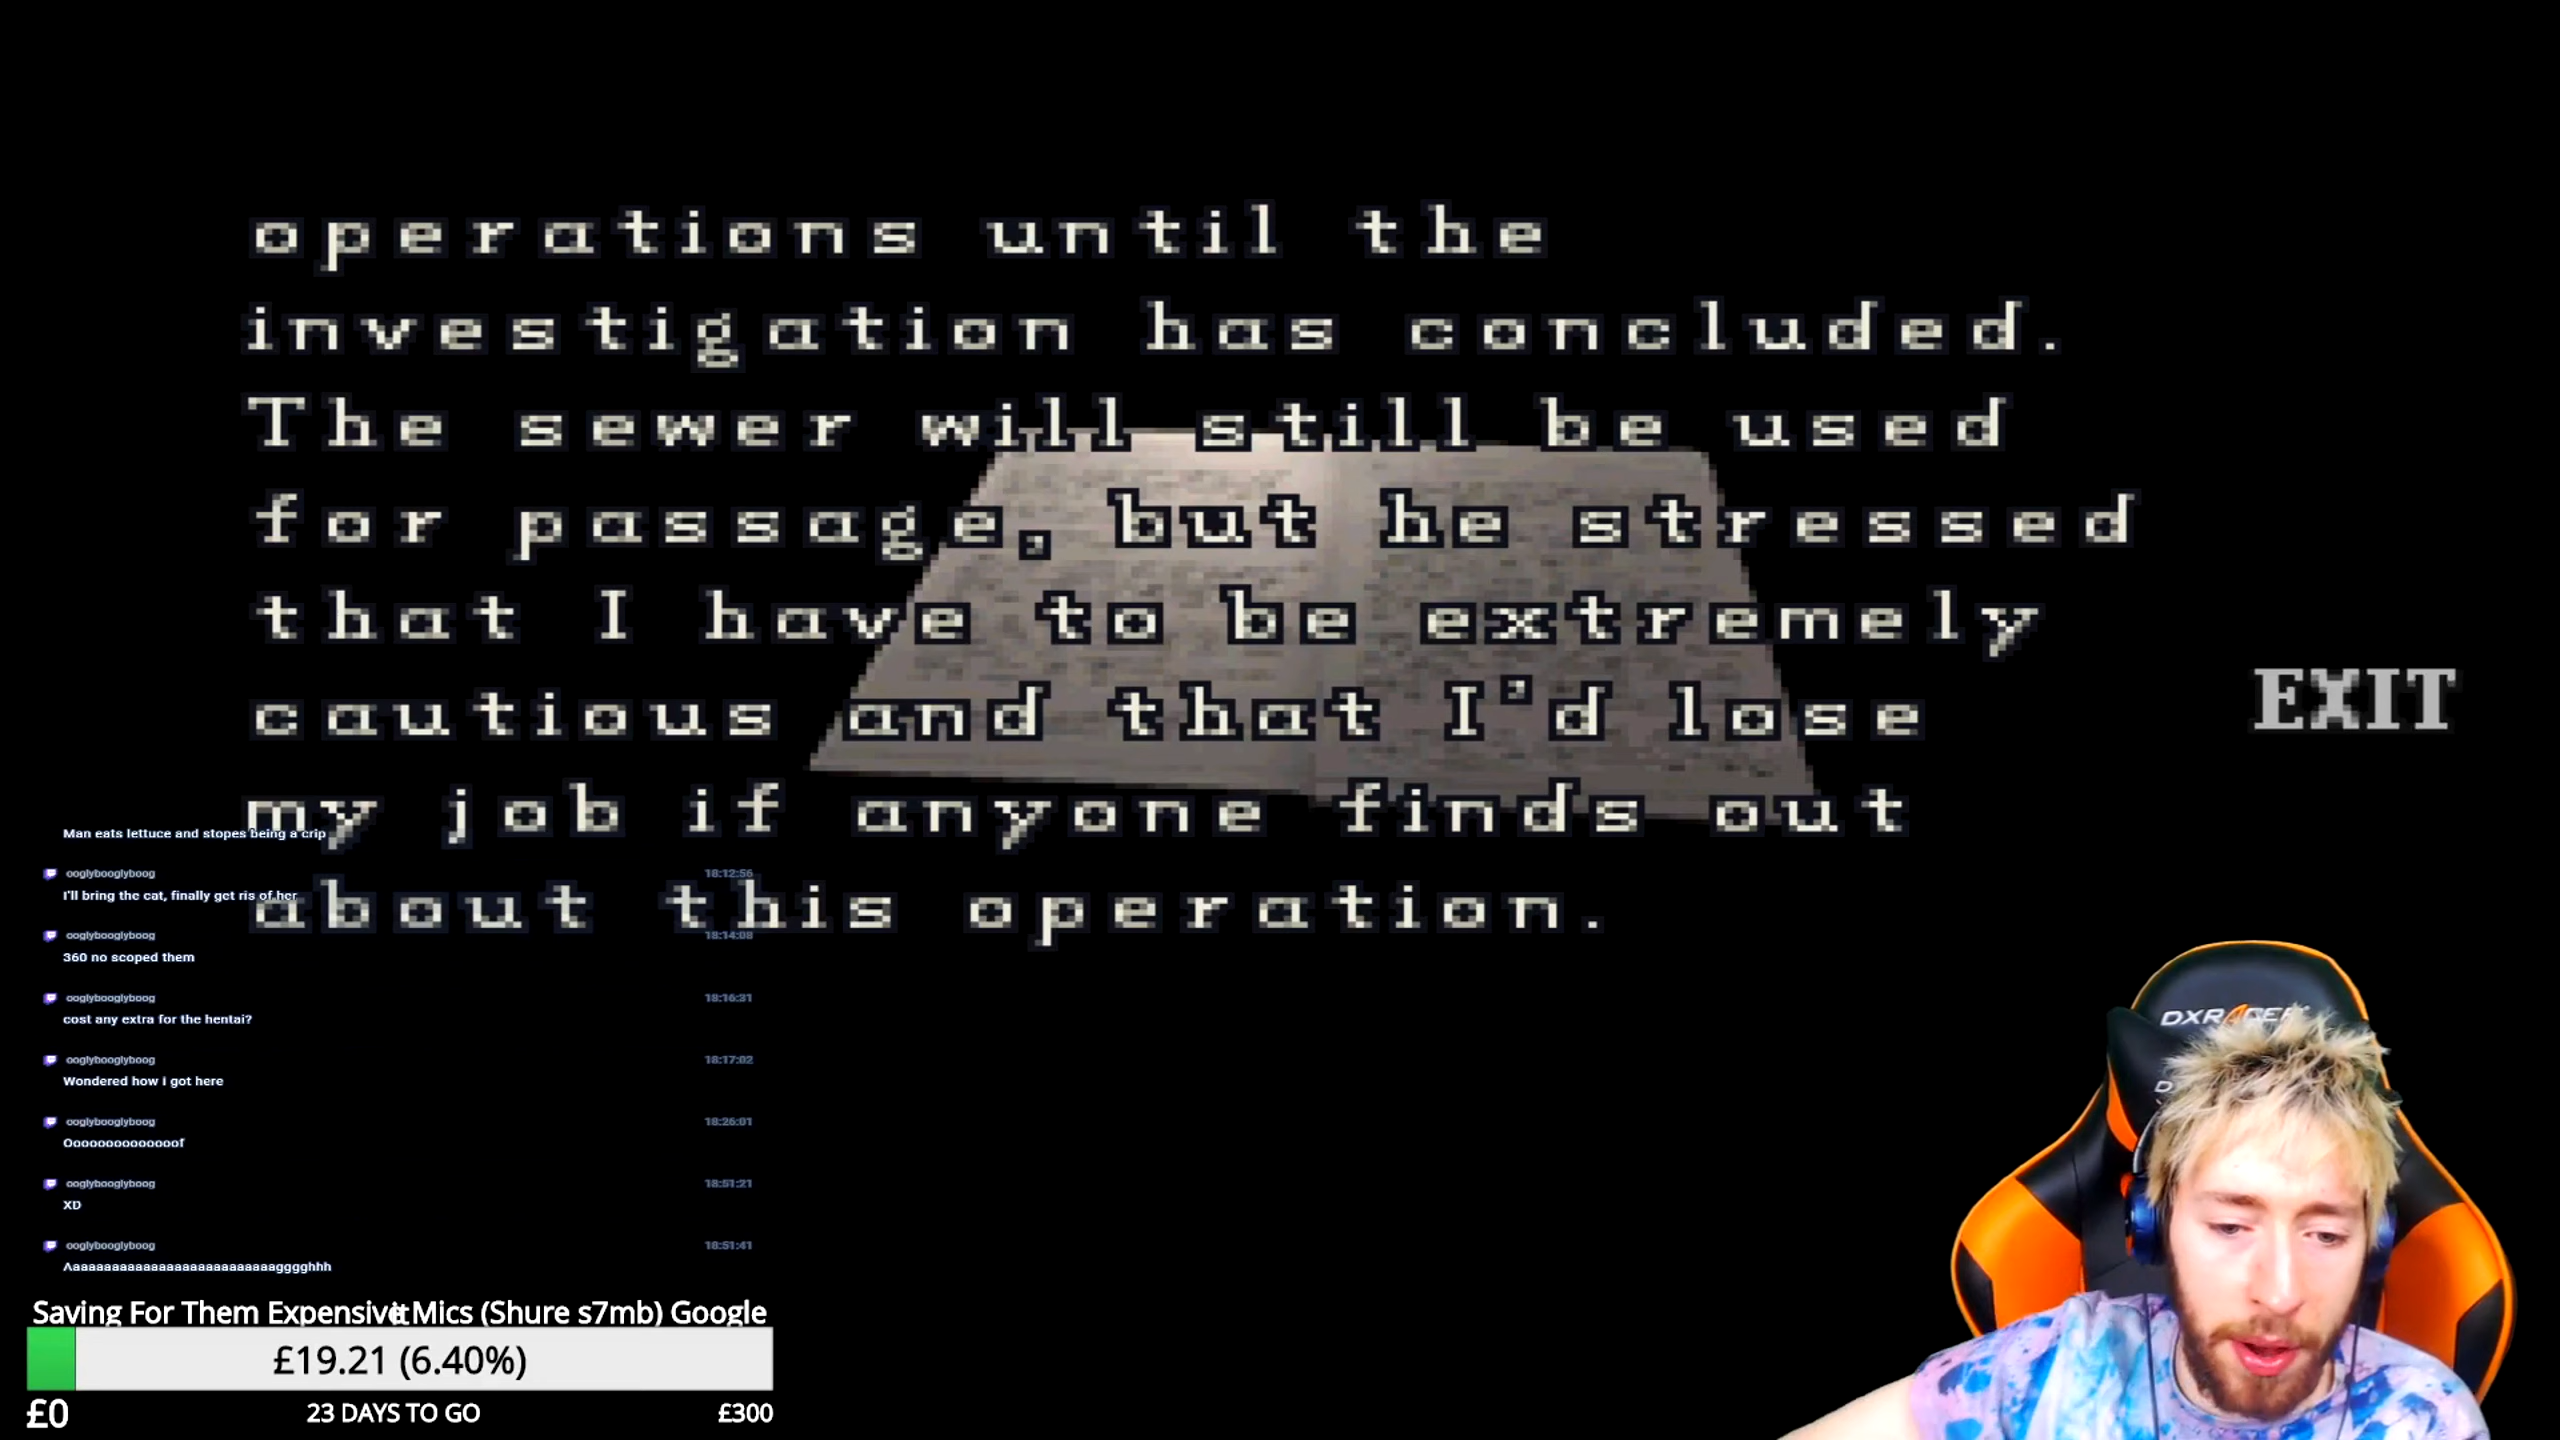 operations until the
investigation has concluded.
The sewer will still be used
for passage, but he stressed
that I have to be extremely
cautious and that I'd lose
my job if anyone finds out
about this operation.
EXIT
Man eats lettuce and stopes being a crip
ooglybooglyboog 18:12:56
I'll bring the cat, finally get ris of her
ooglybooglyboog 18:14:08
360 no scoped them
ooglybooglyboog 18:16:31
cost any extra for the hentai?
ooglybooglyboog 18:17:02
Wondered how i got here
ooglybooglyboog 18:26:01
Ooooooooooooooof
ooglybooglyboog 18:51:21
XD
ooglybooglyboog 18:51:41
Aaaaaaaaaaaaaaaaaaaaaaaaaaagggghhh
Saving For Them Expensive Mics (Shure s7mb) Google
it
£19.21 (6.40%)
£0 23 DAYS TO GO £300
DXRACER